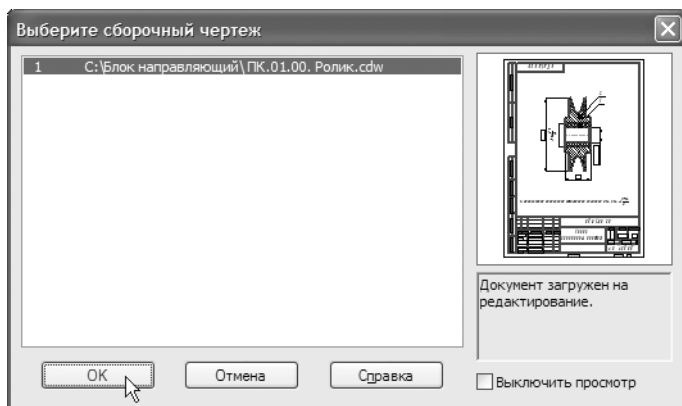 Выберите сборочный чертеж
1 C:\Блок направляющий\ПК.01.00. Ролик.cdw
Документ загружен на
редактирование.
OK
Отмена
Справка
Выключить просмотр